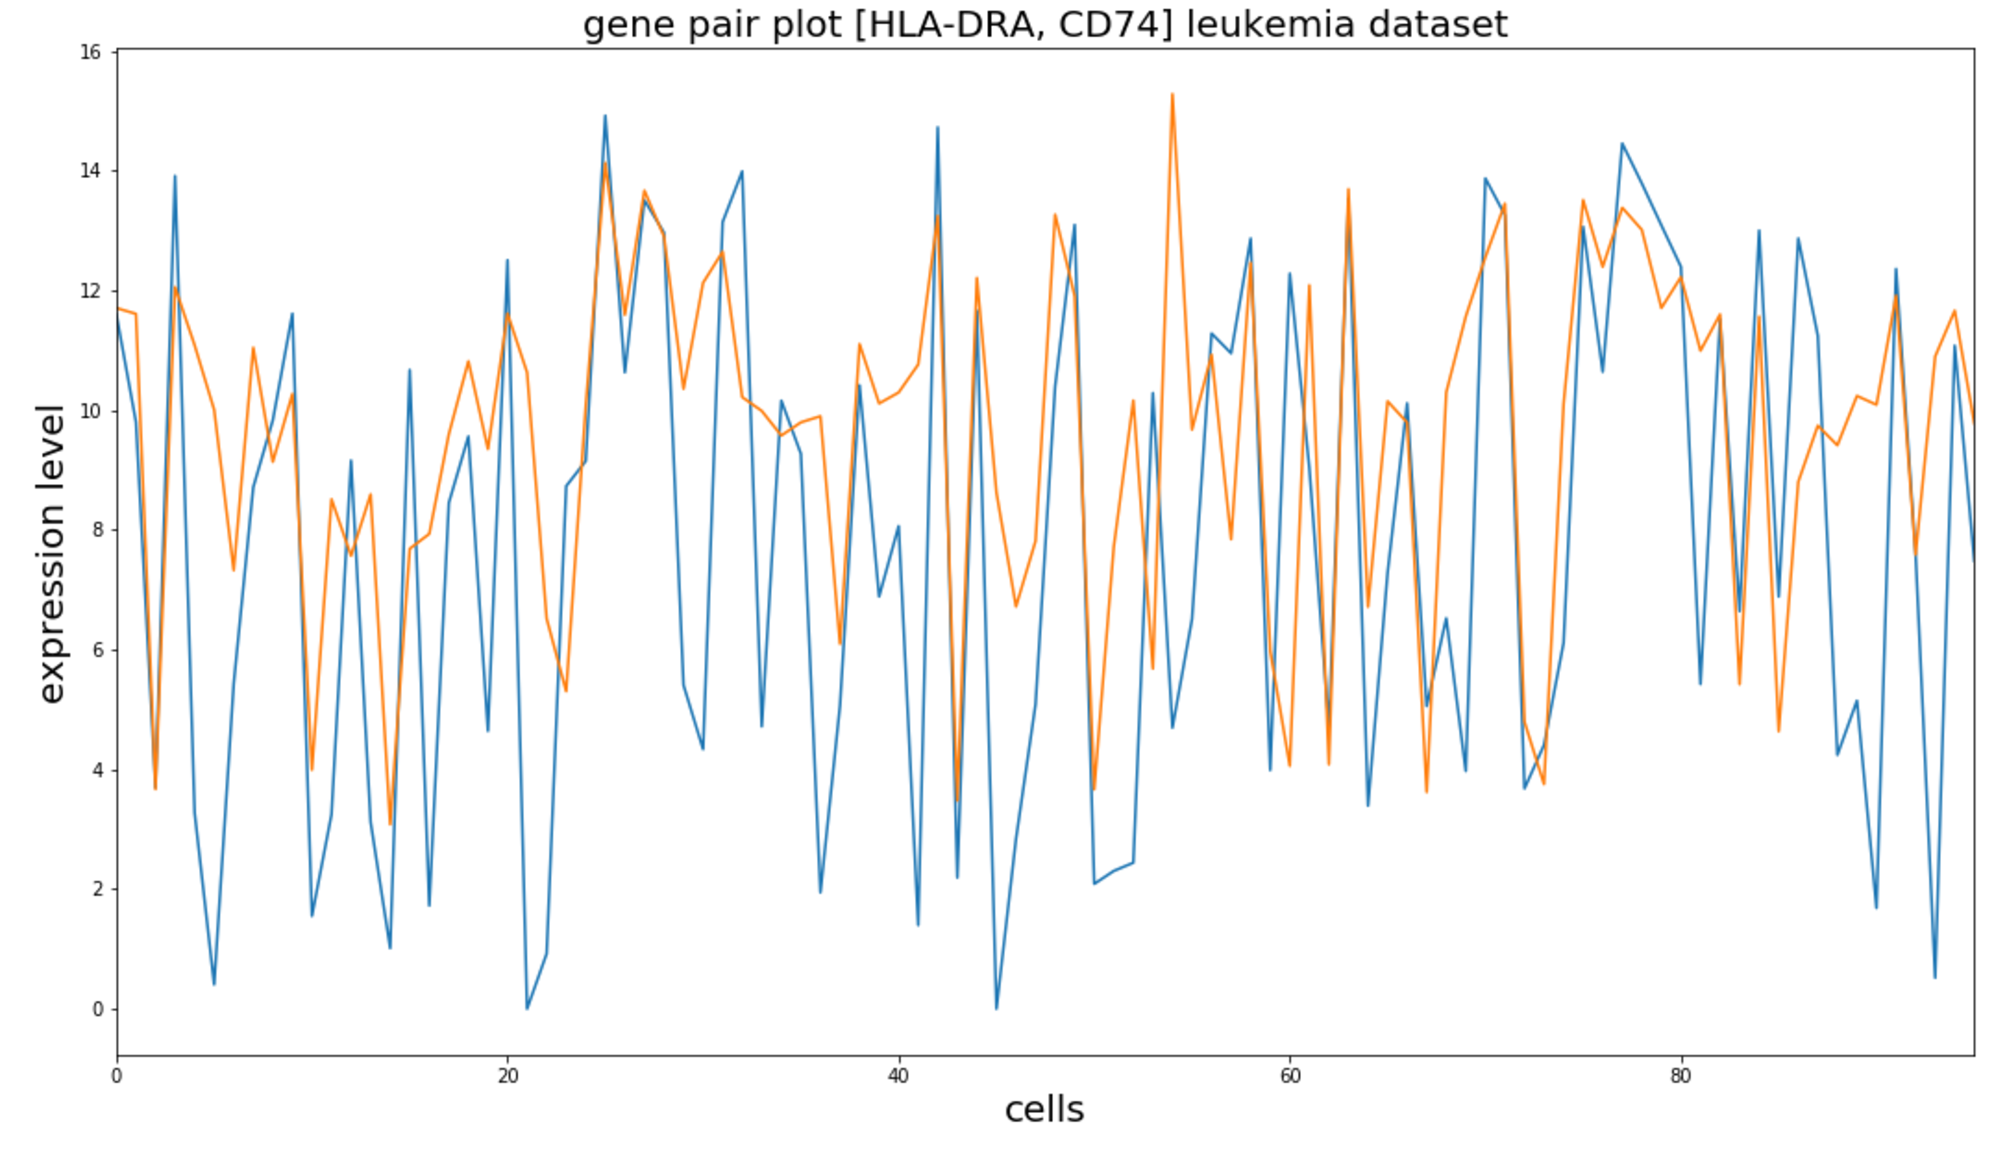 gene pair plot [HLA-DRA, CD74] leukemia dataset
16
14
12
10
8
6
4
2
0
expression level
0 20 40 60 80
cells